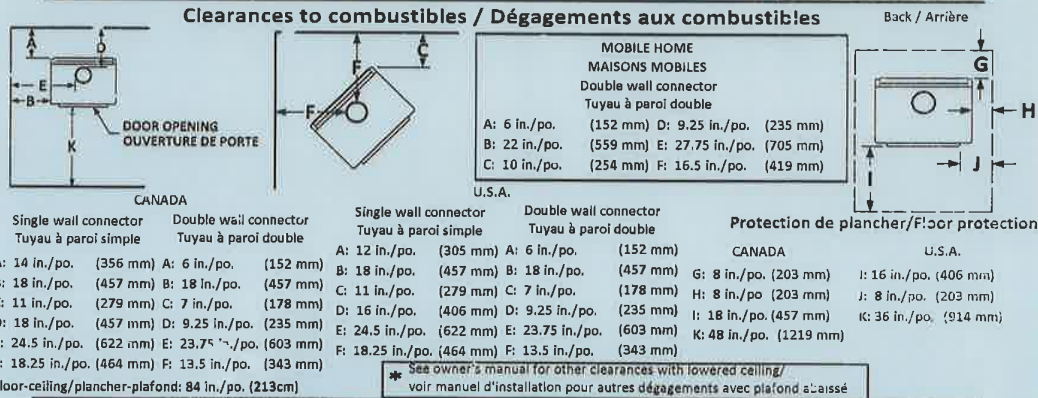 Clearances to combustibles / Dégagements aux combustibles
Back / Arrière
A
D
E
B
K
DOOR OPENING
OUVERTURE DE PORTE
C
F
F
MOBILE HOME
MAISONS MOBILES
Double wall connector
Tuyau à paroi double
A: 6 in./po. (152 mm) D: 9.25 in./po. (235 mm)
B: 22 in./po. (559 mm) E: 27.75 in./po. (705 mm)
C: 10 in./po. (254 mm) F: 16.5 in./po. (419 mm)
G
H
I
J
CANADA
Single wall connector Double wall connector
Tuyau à paroi simple Tuyau à paroi double
A: 14 in./po. (356 mm) A: 6 in./po. (152 mm)
B: 18 in./po. (457 mm) B: 18 in./po. (457 mm)
C: 11 in./po. (279 mm) C: 7 in./po. (178 mm)
D: 18 in./po. (457 mm) D: 9.25 in./po. (235 mm)
E: 24.5 in./po. (622 mm) E: 23.75 in./po. (603 mm)
F: 18.25 in./po. (464 mm) F: 13.5 in./po. (343 mm)
U.S.A.
Single wall connector Double wall connector
Tuyau à paroi simple Tuyau à paroi double
A: 12 in./po. (305 mm) A: 6 in./po. (152 mm)
B: 18 in./po. (457 mm) B: 18 in./po. (457 mm)
C: 11 in./po. (279 mm) C: 7 in./po. (178 mm)
D: 16 in./po. (406 mm) D: 9.25 in./po. (235 mm)
E: 24.5 in./po. (622 mm) E: 23.75 in./po. (603 mm)
F: 18.25 in./po. (464 mm) F: 13.5 in./po. (343 mm)
Protection de plancher/Floor protection
CANADA
G: 8 in./po. (203 mm)
H: 8 in./po (203 mm)
I: 18 in./po. (457 mm)
K: 48 in./po. (1219 mm)
U.S.A.
I: 16 in./po. (406 mm)
J: 8 in./po. (203 mm)
K: 36 in./po. (914 mm)
loor-ceiling/plancher-plafond: 84 in./po. (213cm)
* See owner's manual for other clearances with lowered ceiling/
voir manuel d'installation pour autres dégagements avec plafond abaissé